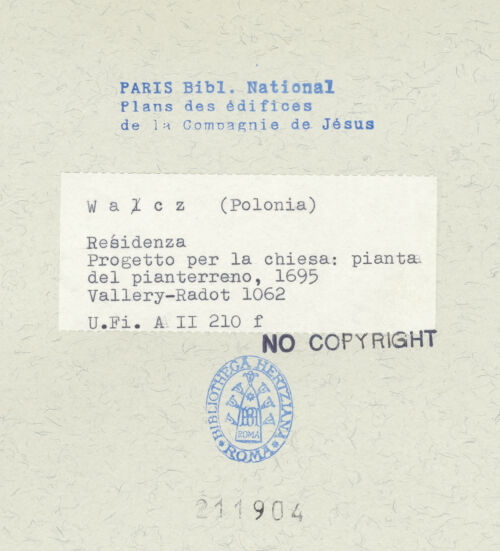 PARIS Bibl. National
Plans des édifices
de la Compagnie de Jésus
Wałcz (Polonia)
Reśidenza
Progetto per la chiesa: pianta
del pianterreno, 1695
Vallery-Radot 1062
U.Fi. A II 210 f
NO COPYRIGHT
BIBLIOTHECA HERTZIANA
ROMA
ROMA
211904